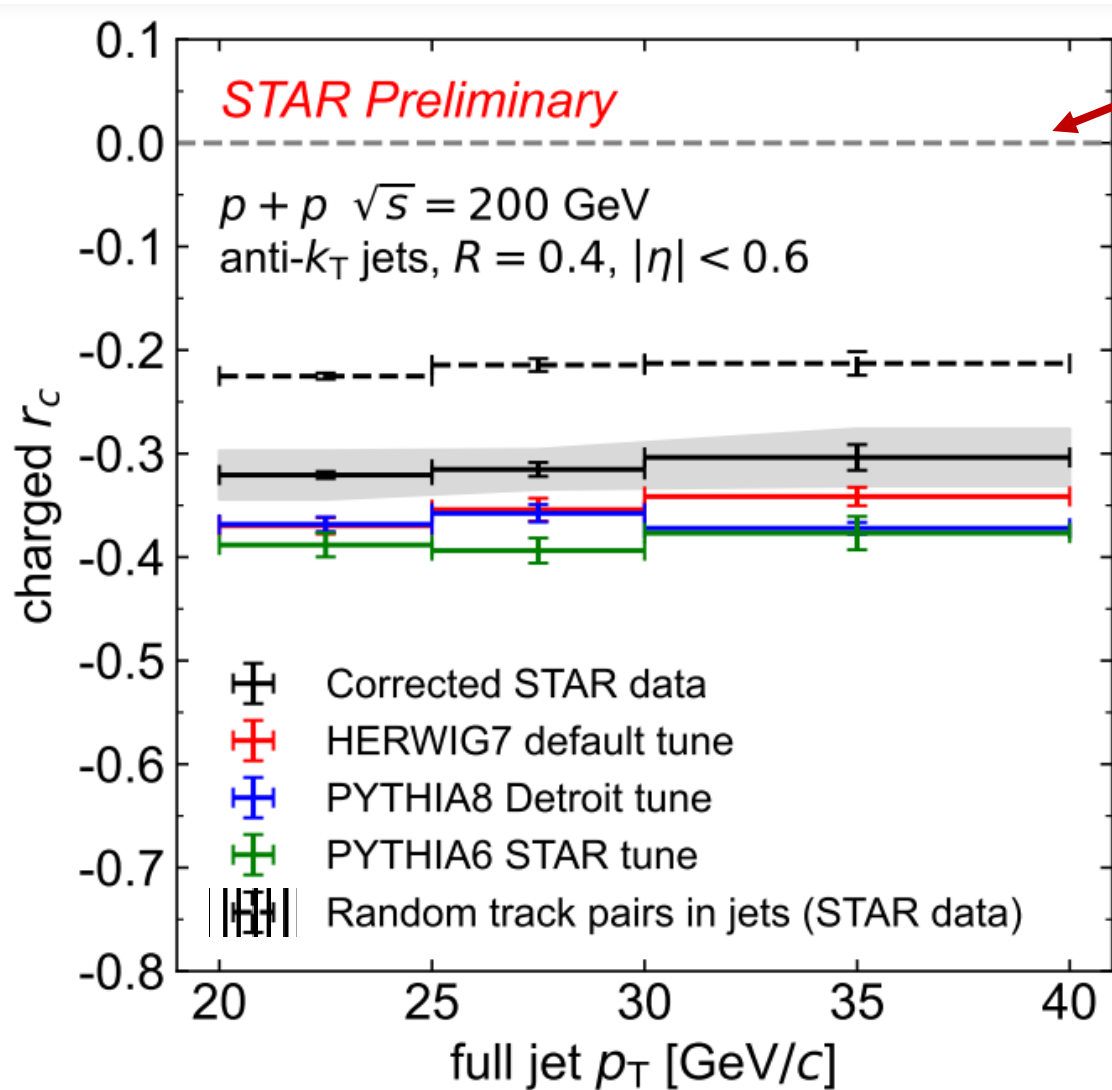 0.1
STAR Preliminary
0.0
p + p √s = 200 GeV
-0.1
anti-k_T jets, R = 0.4, |η| < 0.6
-0.2
-0.3
charged r_c
-0.4
-0.5
Corrected STAR data
HERWIG7 default tune
-0.6
PYTHIA8 Detroit tune
PYTHIA6 STAR tune
-0.7
Random track pairs in jets (STAR data)
-0.8
20 25 30 35 40
full jet p_T [GeV/c]